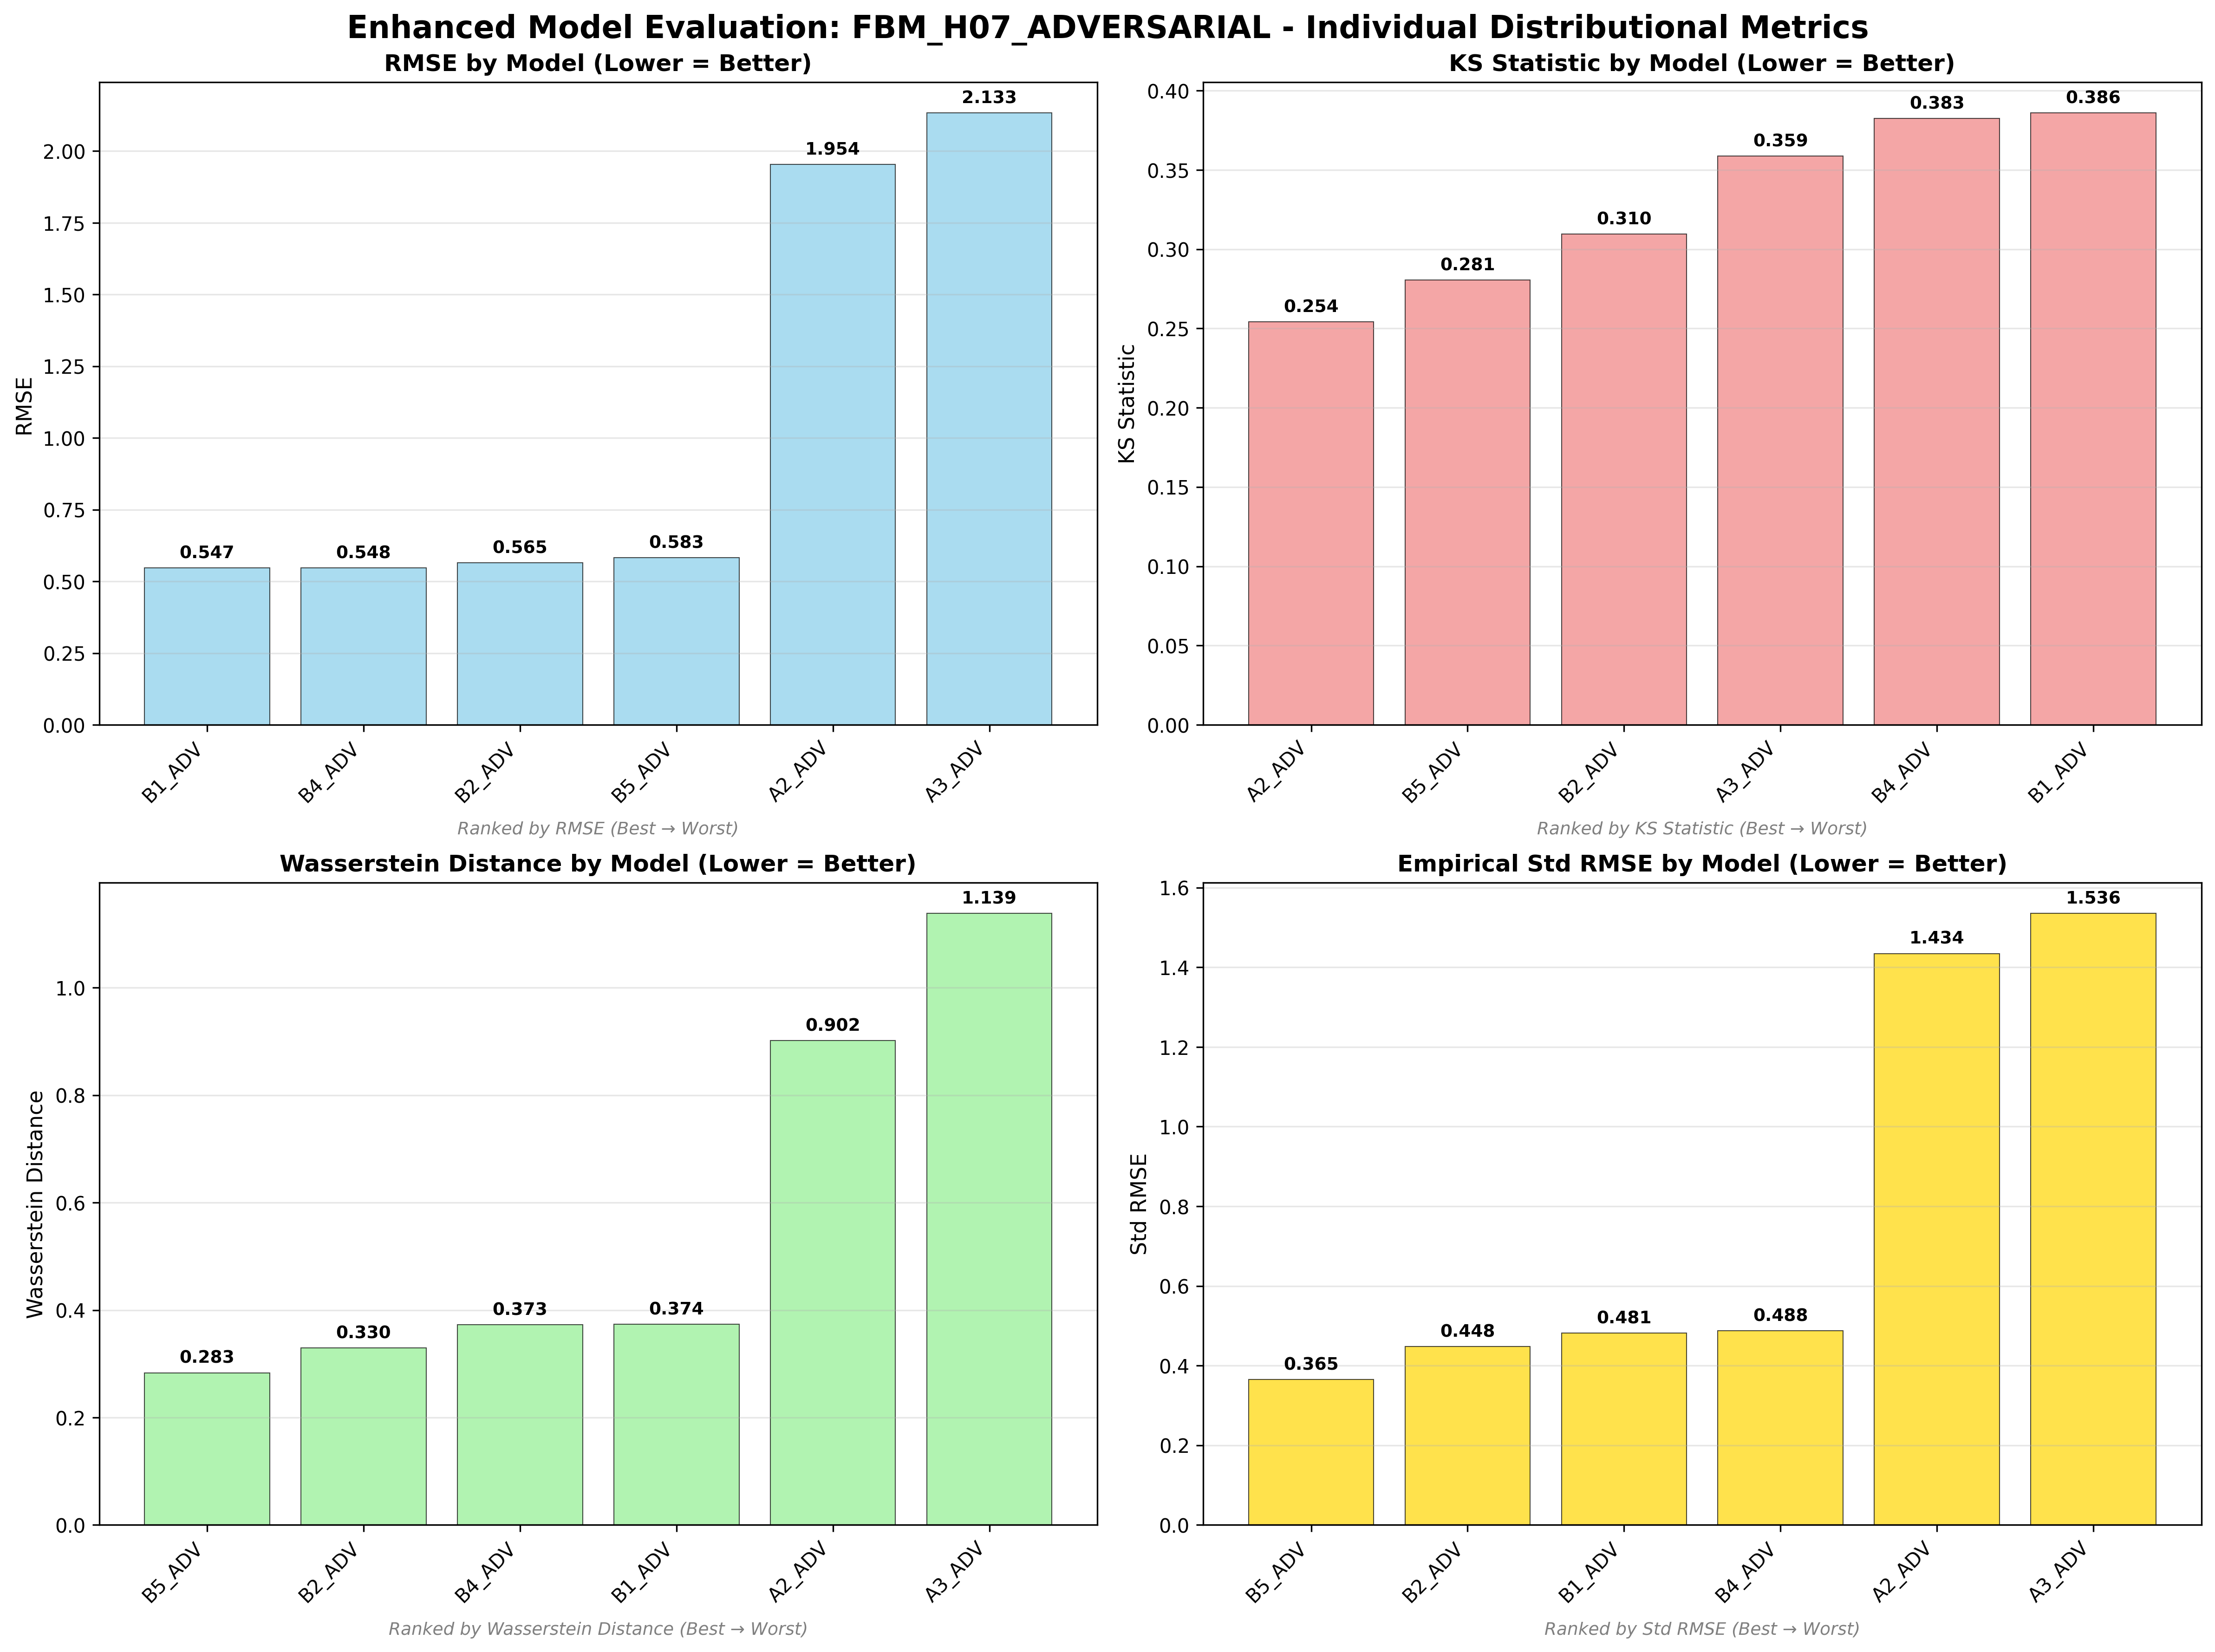 Enhanced Model Evaluation: FBM_H07_ADVERSARIAL - Individual Distributional Metrics
RMSE by Model (Lower = Better)
RMSE
2.00
1.75
1.50
1.25
1.00
0.75
0.50
0.25
0.00
0.547
0.548
0.565
0.583
1.954
2.133
B1_ADV
B4_ADV
B2_ADV
B5_ADV
A2_ADV
A3_ADV
Ranked by RMSE (Best → Worst)
KS Statistic by Model (Lower = Better)
KS Statistic
0.40
0.35
0.30
0.25
0.20
0.15
0.10
0.05
0.00
0.254
0.281
0.310
0.359
0.383
0.386
A2_ADV
B5_ADV
B2_ADV
A3_ADV
B4_ADV
B1_ADV
Ranked by KS Statistic (Best → Worst)
Wasserstein Distance by Model (Lower = Better)
Wasserstein Distance
1.0
0.8
0.6
0.4
0.2
0.0
0.283
0.330
0.373
0.374
0.902
1.139
B5_ADV
B2_ADV
B4_ADV
B1_ADV
A2_ADV
A3_ADV
Ranked by Wasserstein Distance (Best → Worst)
Empirical Std RMSE by Model (Lower = Better)
Std RMSE
1.6
1.4
1.2
1.0
0.8
0.6
0.4
0.2
0.0
0.365
0.448
0.481
0.488
1.434
1.536
B5_ADV
B2_ADV
B1_ADV
B4_ADV
A2_ADV
A3_ADV
Ranked by Std RMSE (Best → Worst)